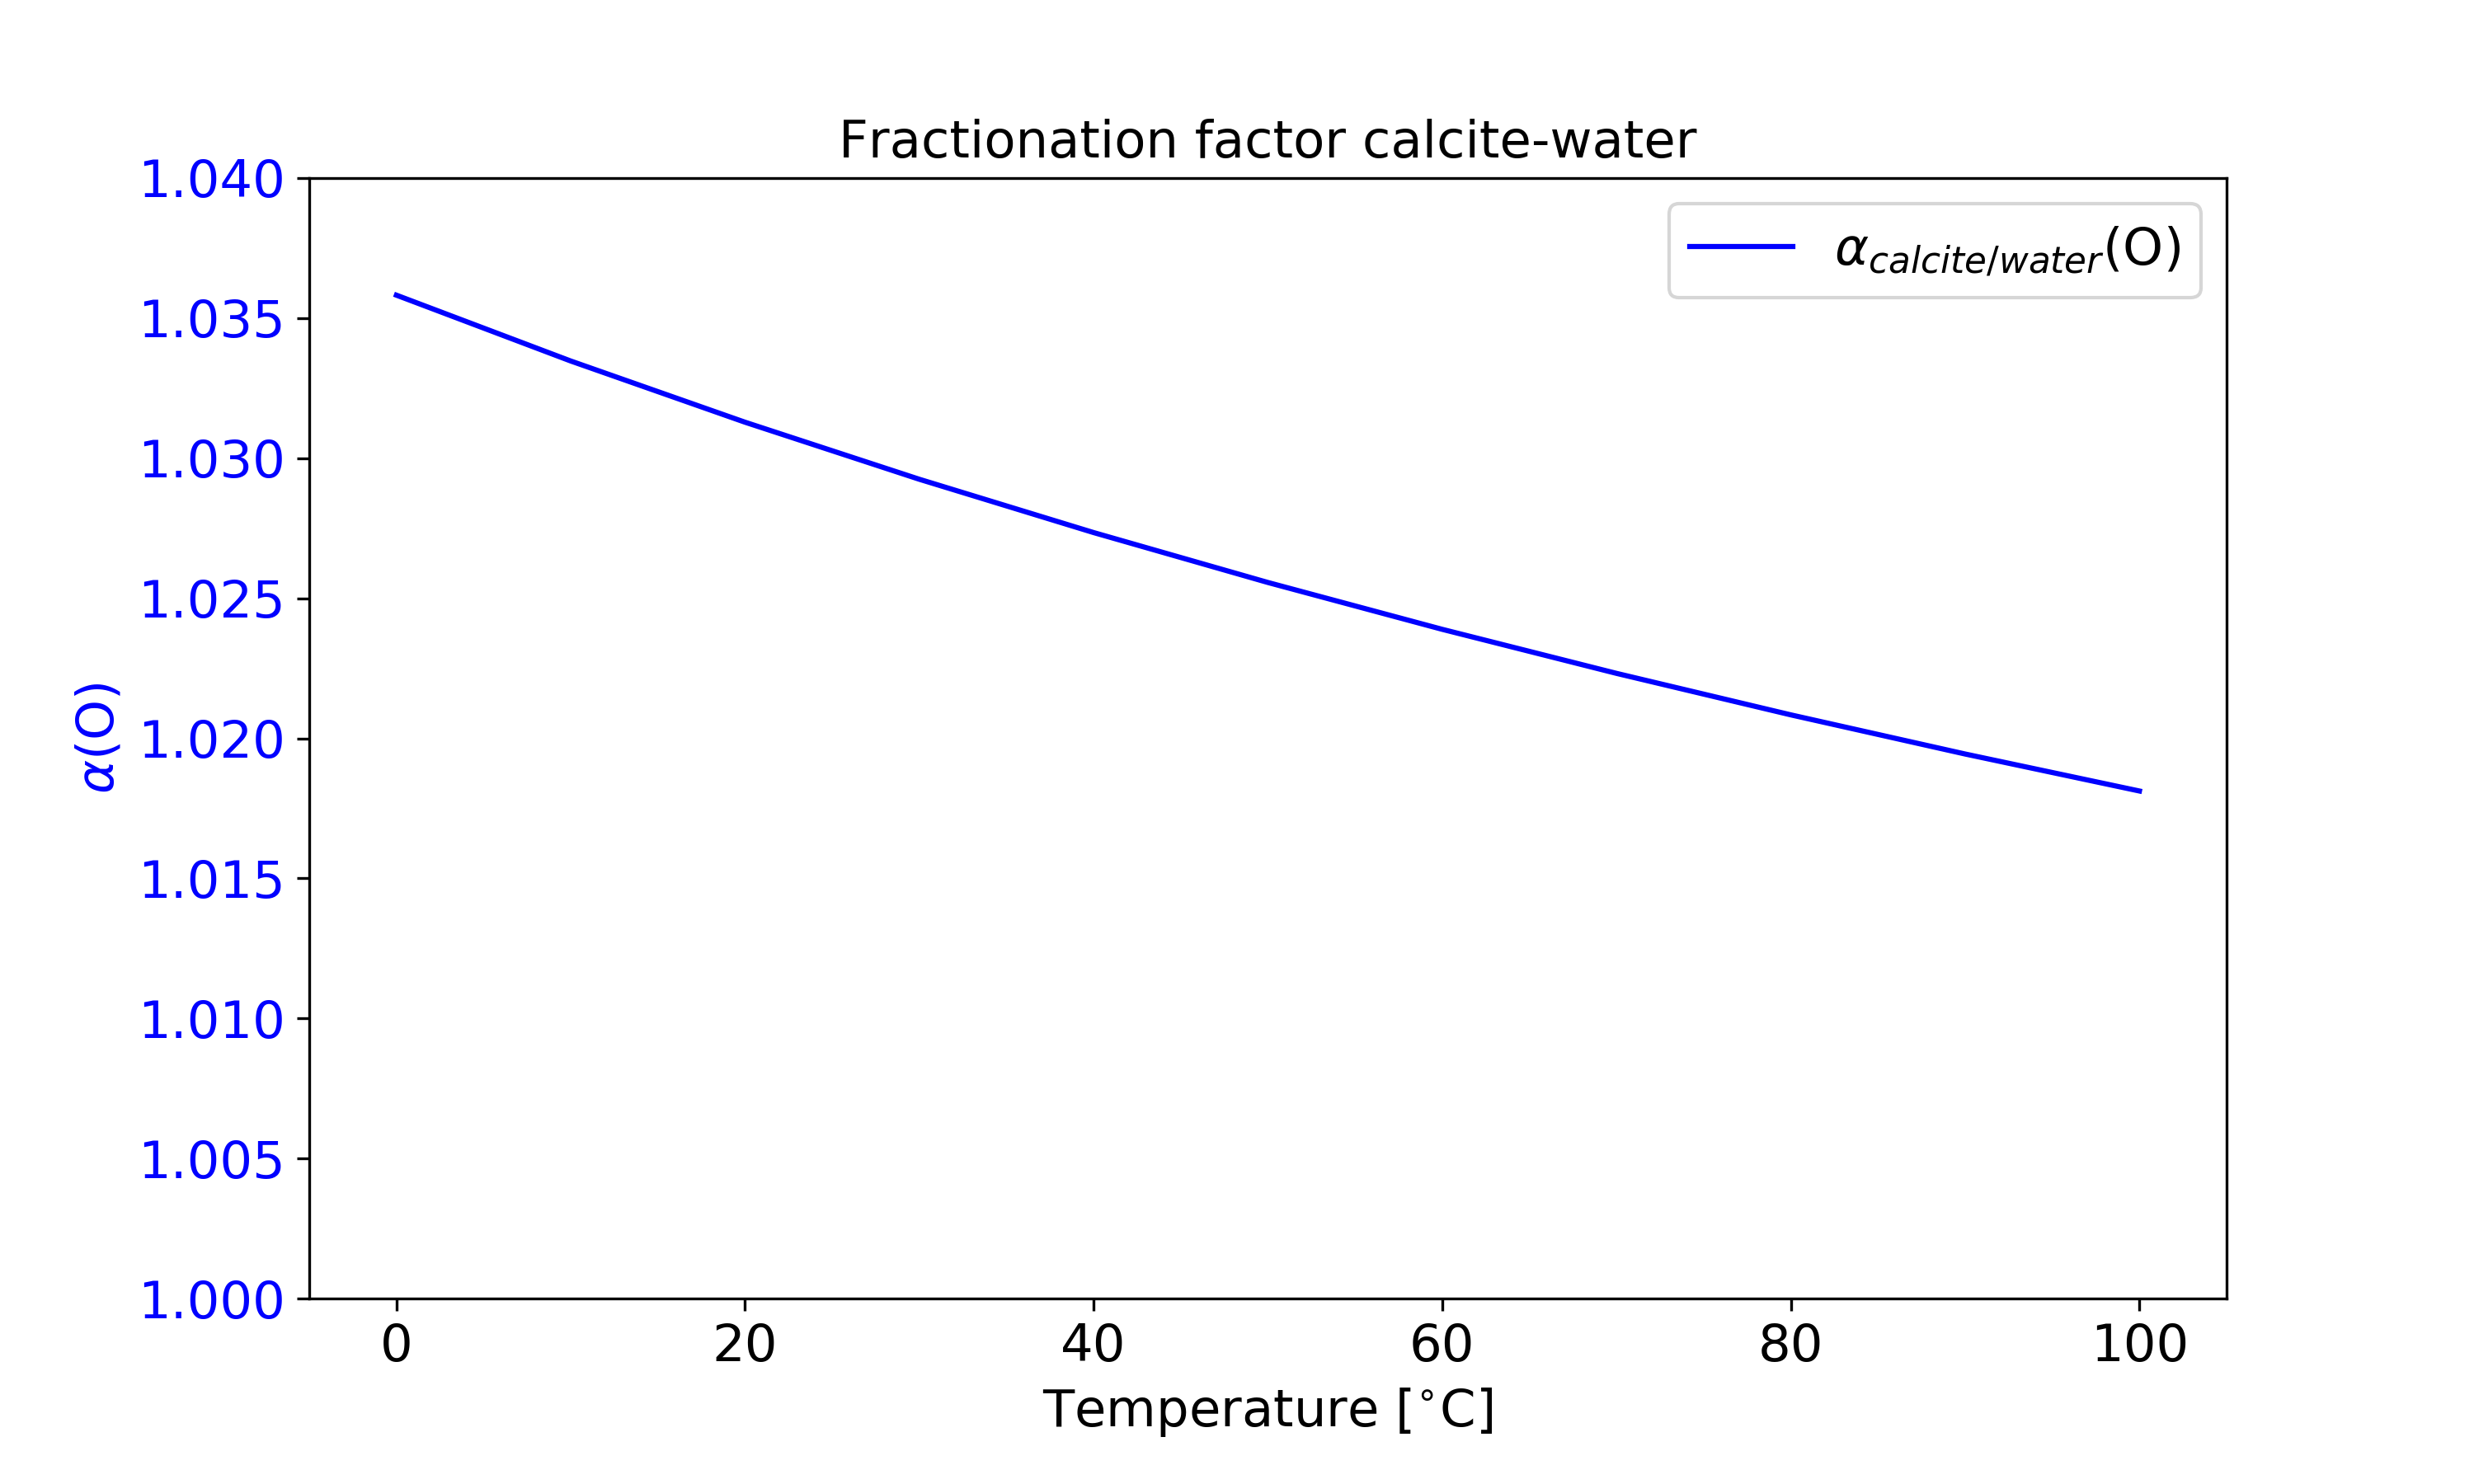 Fractionation factor calcite-water
α_calcite/water(O)
α(O)
1.040
1.035
1.030
1.025
1.020
1.015
1.010
1.005
1.000
0 20 40 60 80 100
Temperature [°C]